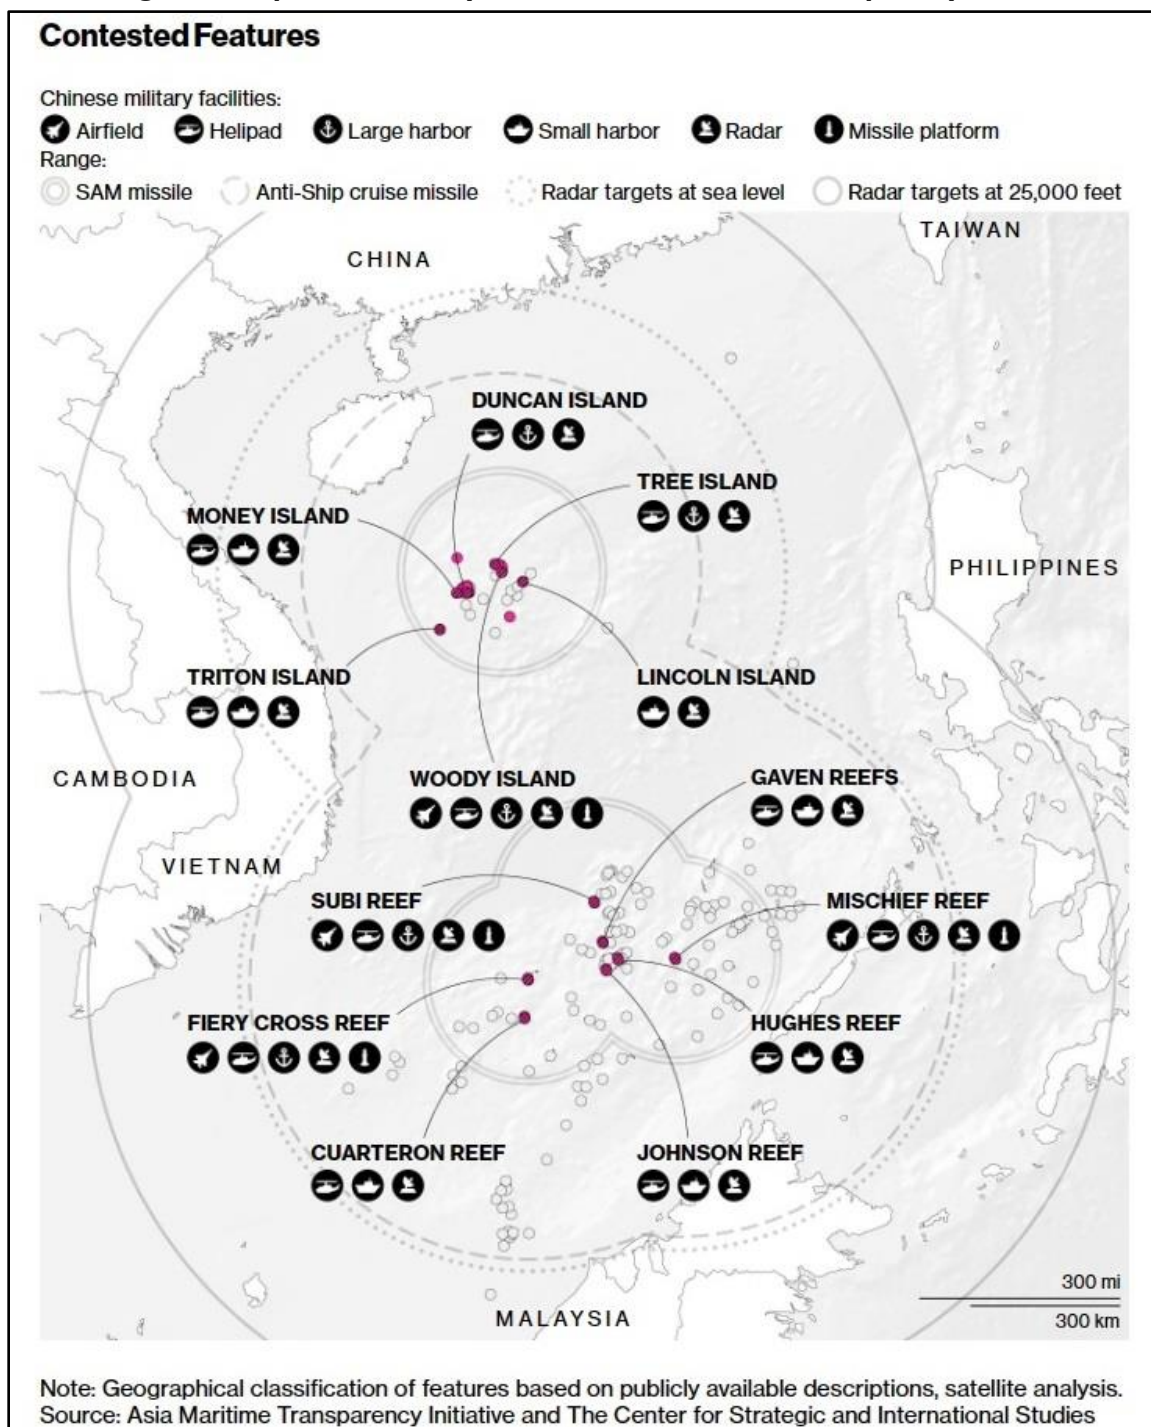 Contested Features
Chinese military facilities:
Airfield Helipad Large harbor Small harbor Radar Missile platform
Range:
SAM missile Anti-Ship cruise missile Radar targets at sea level Radar targets at 25,000 feet
TAIWAN
CHINA
DUNCAN ISLAND
TREE ISLAND
MONEY ISLAND
PHILIPPINES
TRITON ISLAND
LINCOLN ISLAND
CAMBODIA
WOODY ISLAND
GAVEN REEFS
VIETNAM
SUBI REEF
MISCHIEF REEF
FIERY CROSS REEF
HUGHES REEF
CUARTERON REEF
JOHNSON REEF
300 mi
300 km
MALAYSIA
Note: Geographical classification of features based on publicly available descriptions, satellite analysis.
Source: Asia Maritime Transparency Initiative and The Center for Strategic and International Studies